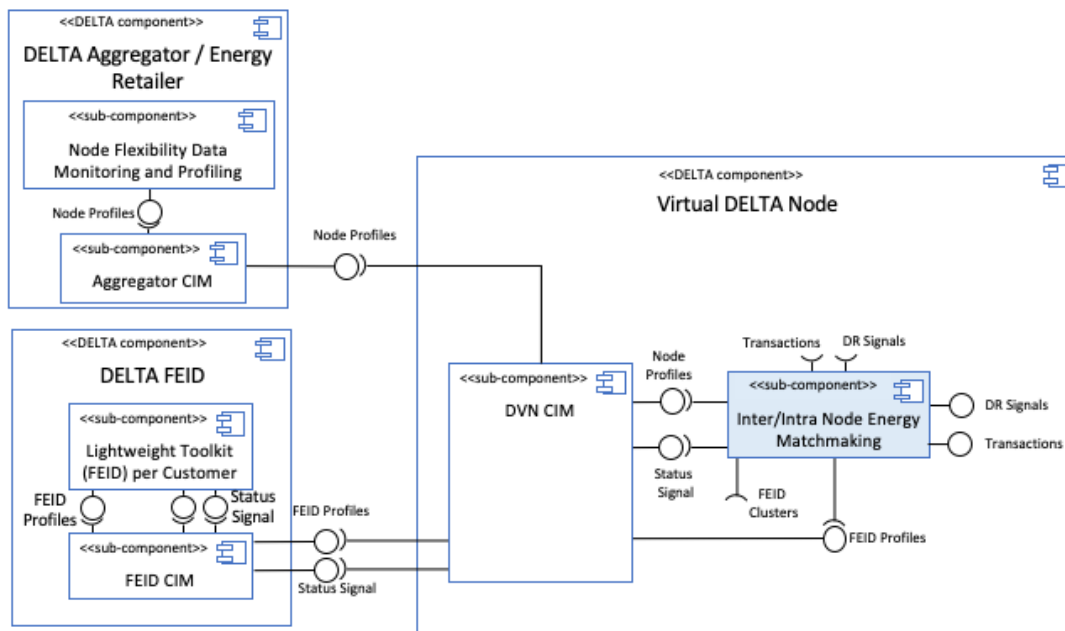 <<DELTA component>>
DELTA Aggregator / Energy
Retailer
<<sub-component>>
Node Flexibility Data
Monitoring and Profiling
Node Profiles
<<sub-component>>
Aggregator CIM
Node Profiles
<<DELTA component>>
DELTA FEID
<<sub-component>>
Lightweight Toolkit
(FEID) per Customer
FEID
Profiles
Status
Signal
<<sub-component>>
FEID CIM
FEID Profiles
Status Signal
<<DELTA component>>
Virtual DELTA Node
<<sub-component>>
DVN CIM
Node
Profiles
Status
Signal
Transactions
DR Signals
<<sub-component>>
Inter/Intra Node Energy
Matchmaking
DR Signals
Transactions
FEID
Clusters
FEID Profiles